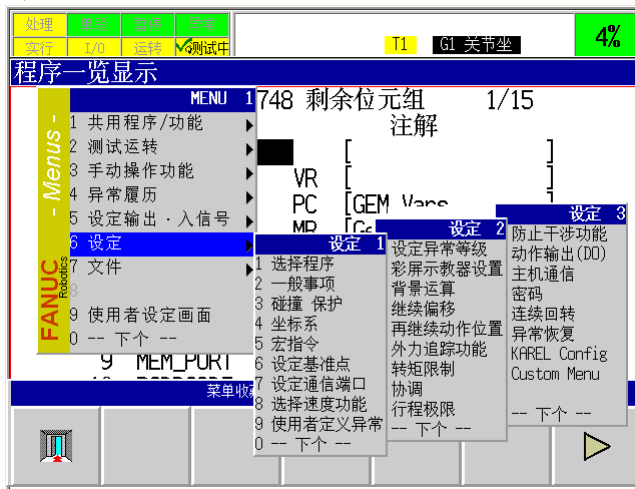 处理 单步 暂停 异常
实行 I/O 运转 测试中
T1 G1 关节坐 4%
程序一览显示
748 剩余位元组 1/15
注解
[ ]
VR [ ]
PC [GEM Vars ]
MR [Ge
9 MEM_PORT
菜单收
- Menus -
FANUC
Robotics
MENU 1
1 共用程序/功能
2 测试运转
3 手动操作功能
4 异常履历
5 设定输出·入信号
6 设定
7 文件
8
9 使用者设定画面
0 -- 下个 --
设定 1
1 选择程序
2 一般事项
3 碰撞 保护
4 坐标系
5 宏指令
6 设定基准点
7 设定通信端口
8 选择速度功能
9 使用者定义异常
0 -- 下个 --
设定 2
设定异常等级
彩屏示教器设置
背景运算
继续偏移
再继续动作位置
外力追踪功能
转矩限制
协调
行程极限
-- 下个 --
设定 3
防止干涉功能
动作输出(DO)
主机通信
密码
连续回转
异常恢复
KAREL Config
Custom Menu
-- 下个 --